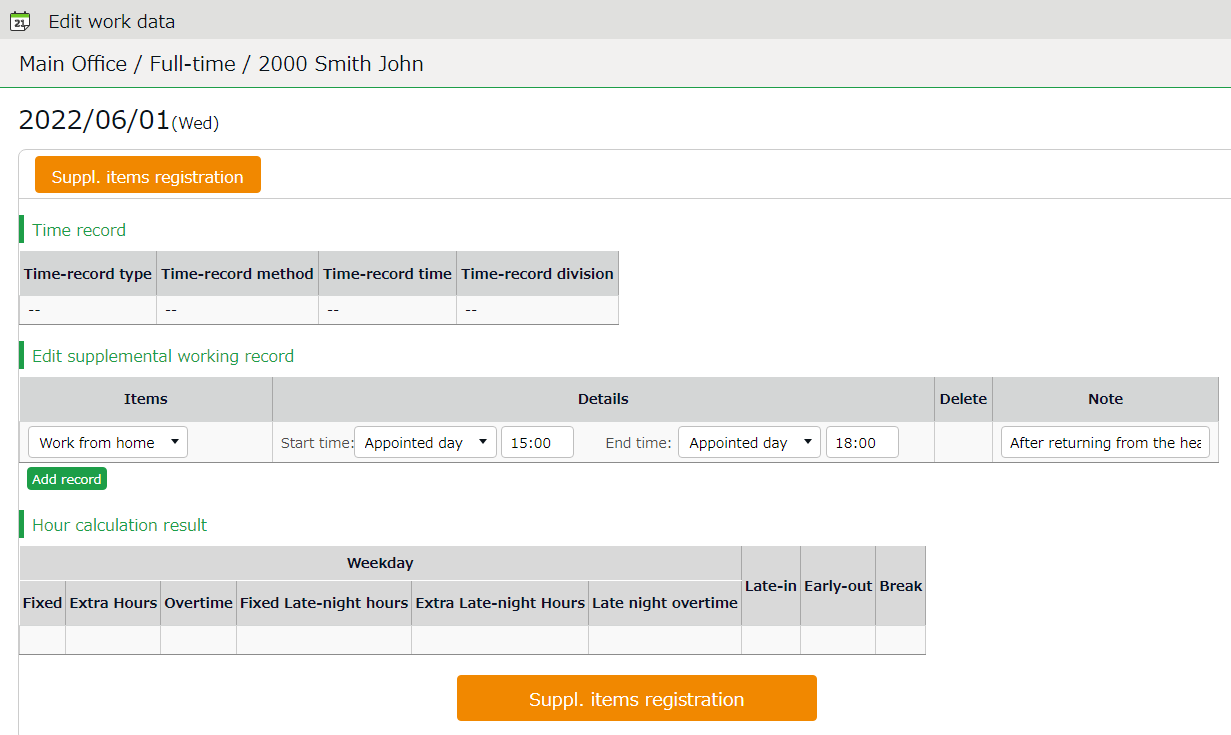 21 Edit work data
Main Office / Full-time / 2000 Smith John
2022/06/01(Wed)
Suppl. items registration
Time record
Time-record type Time-record method Time-record time Time-record division
-- -- -- --
Edit supplemental working record
Items Details Delete Note
Work from home Start time: Appointed day 15:00 End time: Appointed day 18:00 After returning from the hea
Add record
Hour calculation result
Weekday
Late-in Early-out Break
Fixed Extra Hours Overtime Fixed Late-night hours Extra Late-night Hours Late night overtime
Suppl. items registration